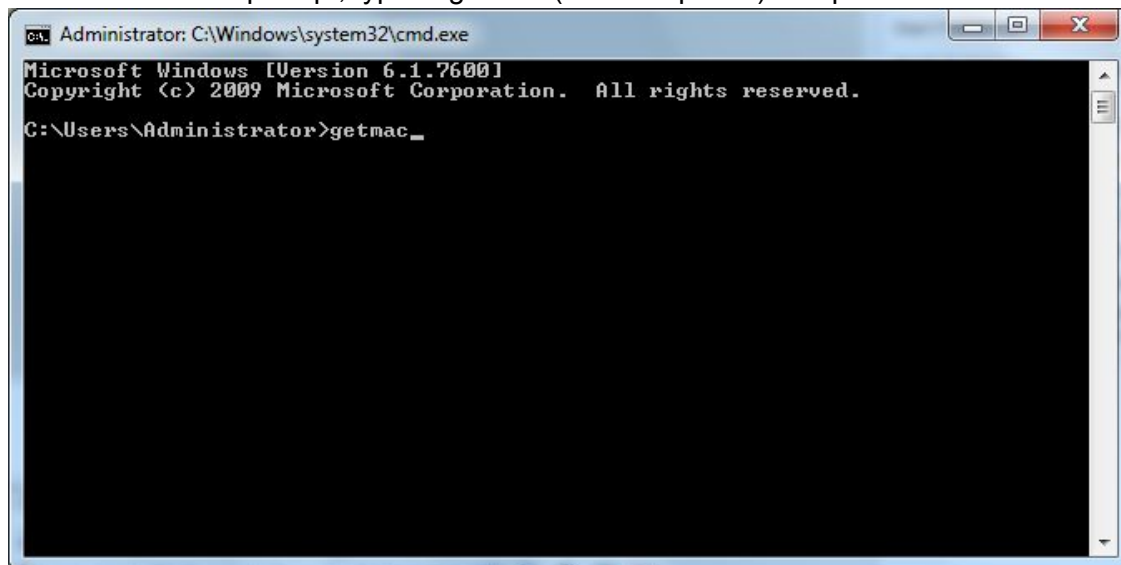 Administrator: C:\Windows\system32\cmd.exe
Microsoft Windows [Version 6.1.7600]
Copyright (c) 2009 Microsoft Corporation. All rights reserved.
C:\Users\Administrator>getmac_